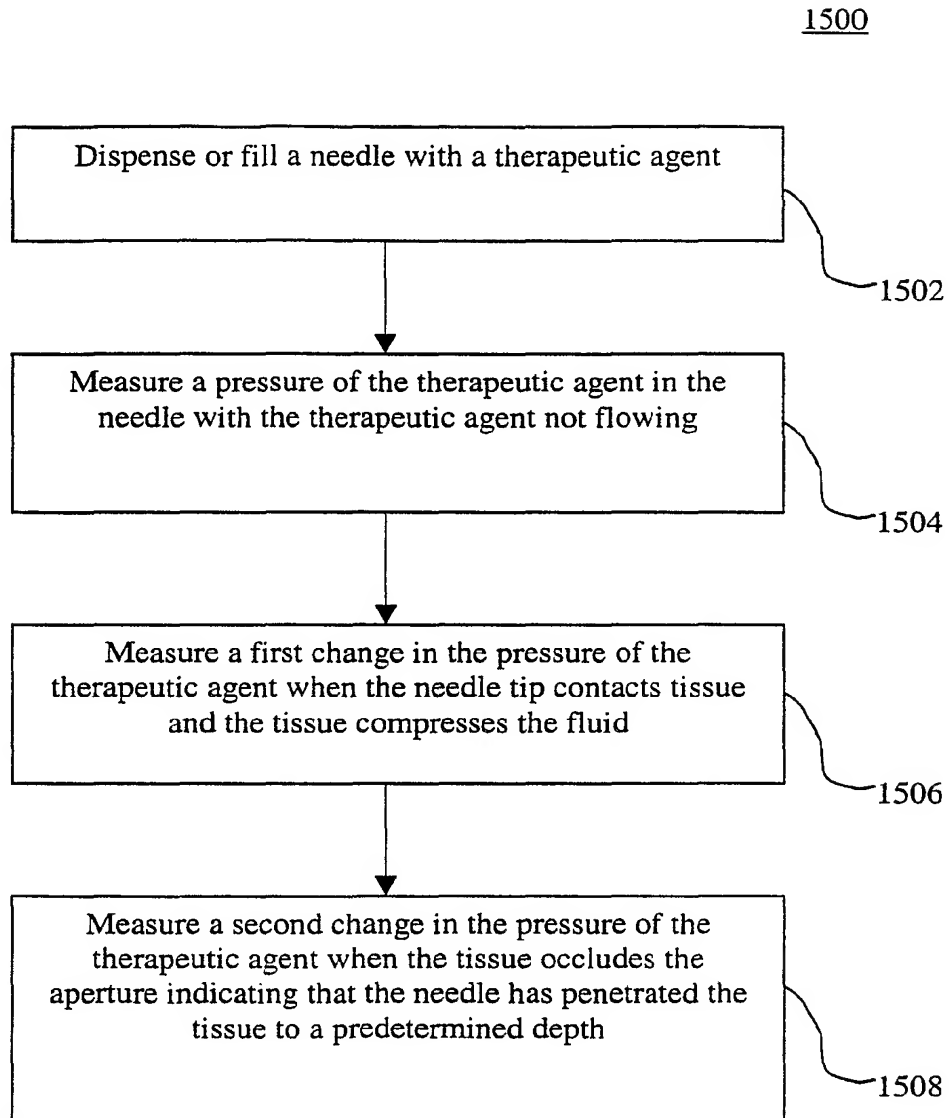 1500
Dispense or fill a needle with a therapeutic agent
1502
Measure a pressure of the therapeutic agent in the
needle with the therapeutic agent not flowing
1504
Measure a first change in the pressure of the
therapeutic agent when the needle tip contacts tissue
and the tissue compresses the fluid
1506
Measure a second change in the pressure of the
therapeutic agent when the tissue occludes the
aperture indicating that the needle has penetrated the
tissue to a predetermined depth
1508